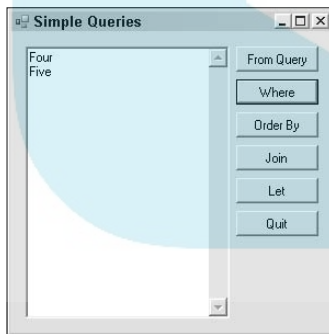 Simple Queries
Four
Five
From Query
Where
Order By
Join
Let
Quit